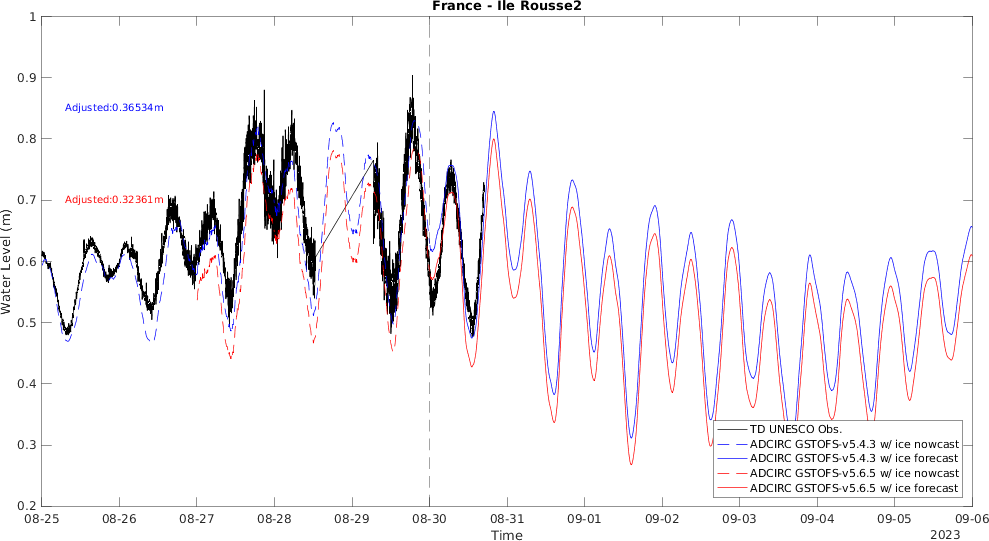 France - Ile Rousse2
1
0.9
0.8
0.7
0.6
0.5
0.4
0.3
0.2
Water Level (m)
Adjusted:0.36534m
Adjusted:0.32361m
TD UNESCO Obs.
ADCIRC GSTOFS-v5.4.3 w/ ice nowcast
ADCIRC GSTOFS-v5.4.3 w/ ice forecast
ADCIRC GSTOFS-v5.6.5 w/ ice nowcast
ADCIRC GSTOFS-v5.6.5 w/ ice forecast
08-25 08-26 08-27 08-28 08-29 08-30 08-31 09-01 09-02 09-03 09-04 09-05 09-06
Time
2023